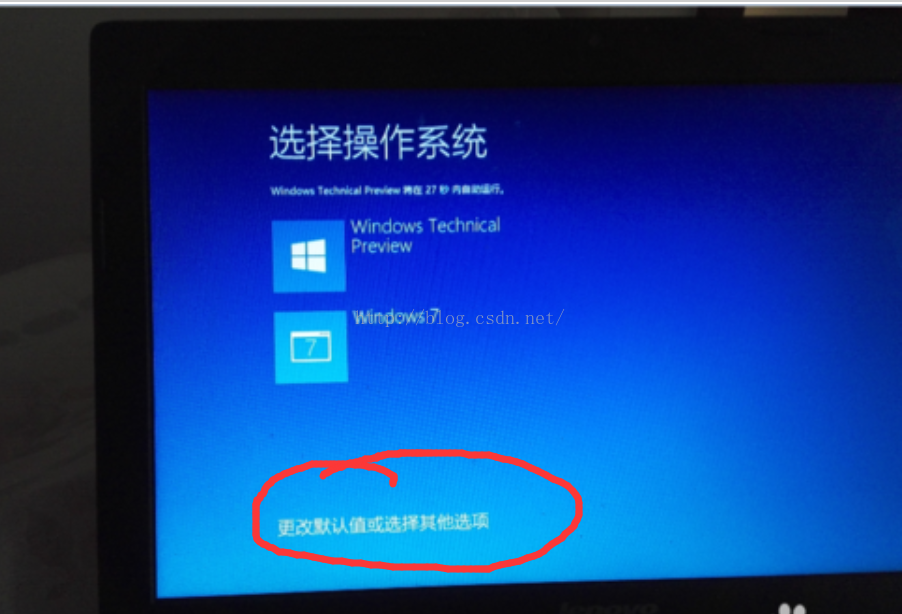 选择操作系统
Windows Technical Preview 将在 27 秒 内自动运行。
Windows Technical
Preview
Windows 7
http://blog.csdn.net/
7
更改默认值或选择其他选项
lenovo